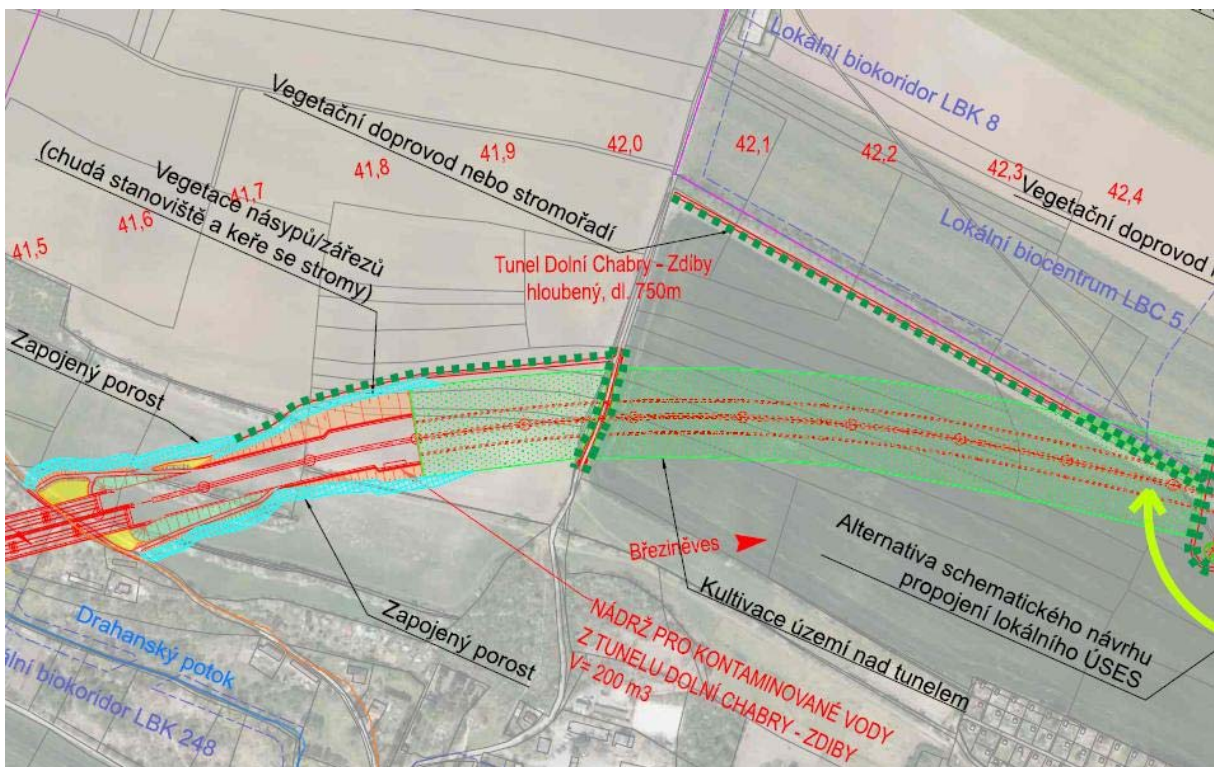 Lokální biokoridor LBK 8
Vegetační doprovod nebo stromořadí
Vegetace násypů/zářezů
(chudá stanoviště a keře se stromy)
41,5
41,6
41,7
41,8
41,9
42,0
42,1
42,2
42,3
42,4
Vegetační doprovod
Lokální biocentrum LBC 5
Tunel Dolní Chabry - Zdiby
hloubený, dl. 750m
Zapojený porost
Březiněves
Alternativa schematického návrhu
propojení lokálního ÚSES
Kultivace území nad tunelem
Zapojený porost
NÁDRŽ PRO KONTAMINOVANÉ VODY
Z TUNELU DOLNÍ CHABRY - ZDIBY
V= 200 m3
Drahanský potok
ální biokoridor LBK 248